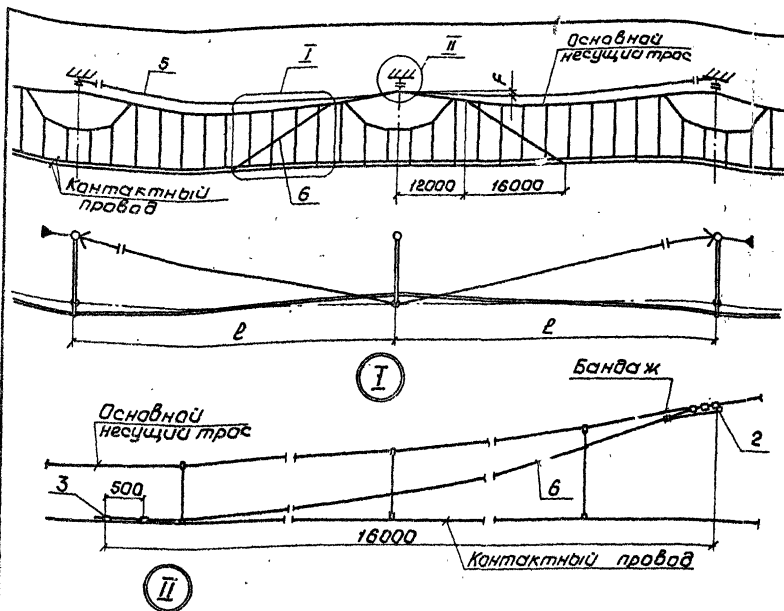 5
I
II
F
Основной
несущий трос
Контактный
провод
6
12000
16000
ℓ
ℓ
I
Бандаж
Основной
несущий трос
2
3
500
6
16000
Контактный провод
II